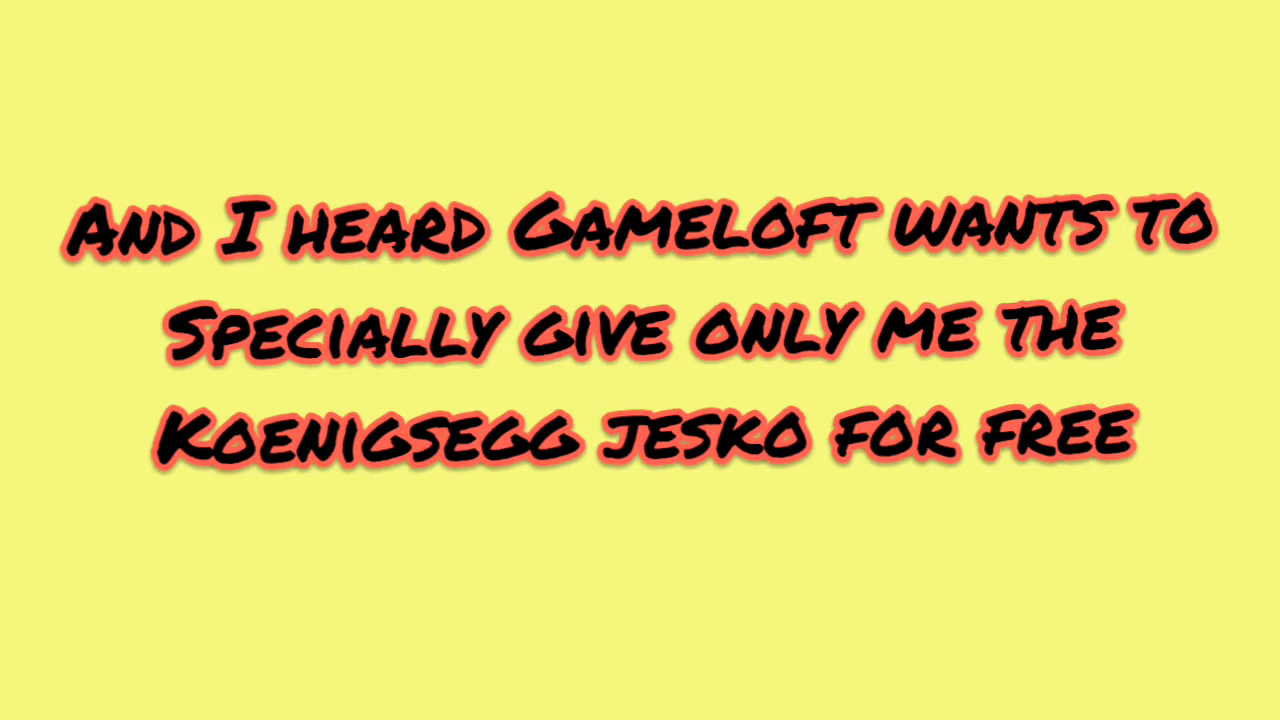 And I heard Gameloft wants to
Specially give only me the
Koenigsegg jesko for free